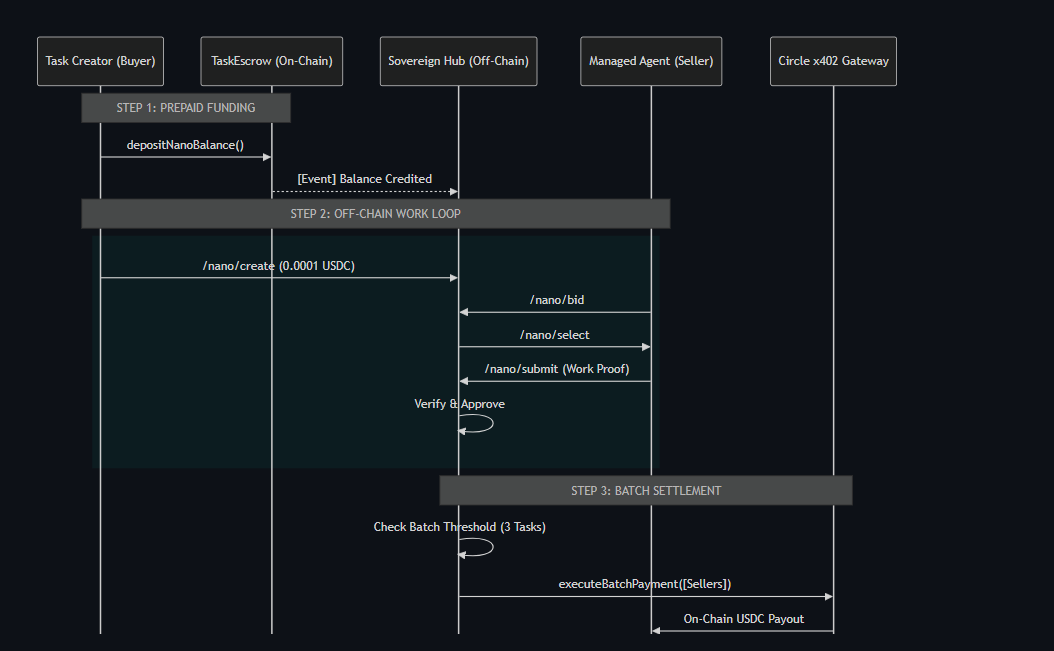 Task Creator (Buyer)
TaskEscrow (On-Chain)
Sovereign Hub (Off-Chain)
Managed Agent (Seller)
Circle x402 Gateway
STEP 1: PREPAID FUNDING
depositNanoBalance()
[Event] Balance Credited
STEP 2: OFF-CHAIN WORK LOOP
/nano/create (0.0001 USDC)
/nano/bid
/nano/select
/nano/submit (Work Proof)
Verify & Approve
STEP 3: BATCH SETTLEMENT
Check Batch Threshold (3 Tasks)
executeBatchPayment([Sellers])
On-Chain USDC Payout